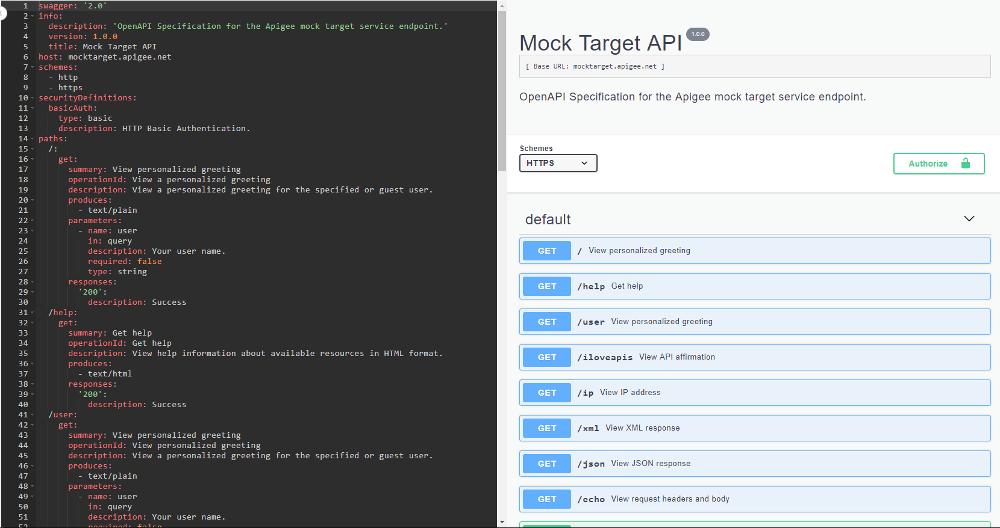 1 swagger: '2.0'
2 info:
3 description: 'OpenAPI Specification for the Apigee mock target service endpoint.'
4 version: 1.0.0
5 title: Mock Target API
6 host: mocktarget.apigee.net
7 schemes:
8 - http
9 - https
10 securityDefinitions:
11 basicAuth:
12 type: basic
13 description: HTTP Basic Authentication.
14 paths:
15 /:
16 get:
17 summary: View personalized greeting
18 operationId: View a personalized greeting
19 description: View a personalized greeting for the specified or guest user.
20 produces:
21 - text/plain
22 parameters:
23 - name: user
24 in: query
25 description: Your user name.
26 required: false
27 type: string
28 responses:
29 '200':
30 description: Success
31 /help:
32 get:
33 summary: Get help
34 operationId: Get help
35 description: View help information about available resources in HTML format.
36 produces:
37 - text/html
38 responses:
39 '200':
40 description: Success
41 /user:
42 get:
43 summary: View personalized greeting
44 operationId: View personalized greeting
45 description: View a personalized greeting for the specified or guest user.
46 produces:
47 - text/plain
48 parameters:
49 - name: user
50 in: query
51 description: Your user name.
52 required: false
Mock Target API 1.0.0
[ Base URL: mocktarget.apigee.net ]
OpenAPI Specification for the Apigee mock target service endpoint.
Schemes
HTTPS
Authorize
default
GET / View personalized greeting
GET /help Get help
GET /user View personalized greeting
GET /iloveapis View API affirmation
GET /ip View IP address
GET /xml View XML response
GET /json View JSON response
GET /echo View request headers and body